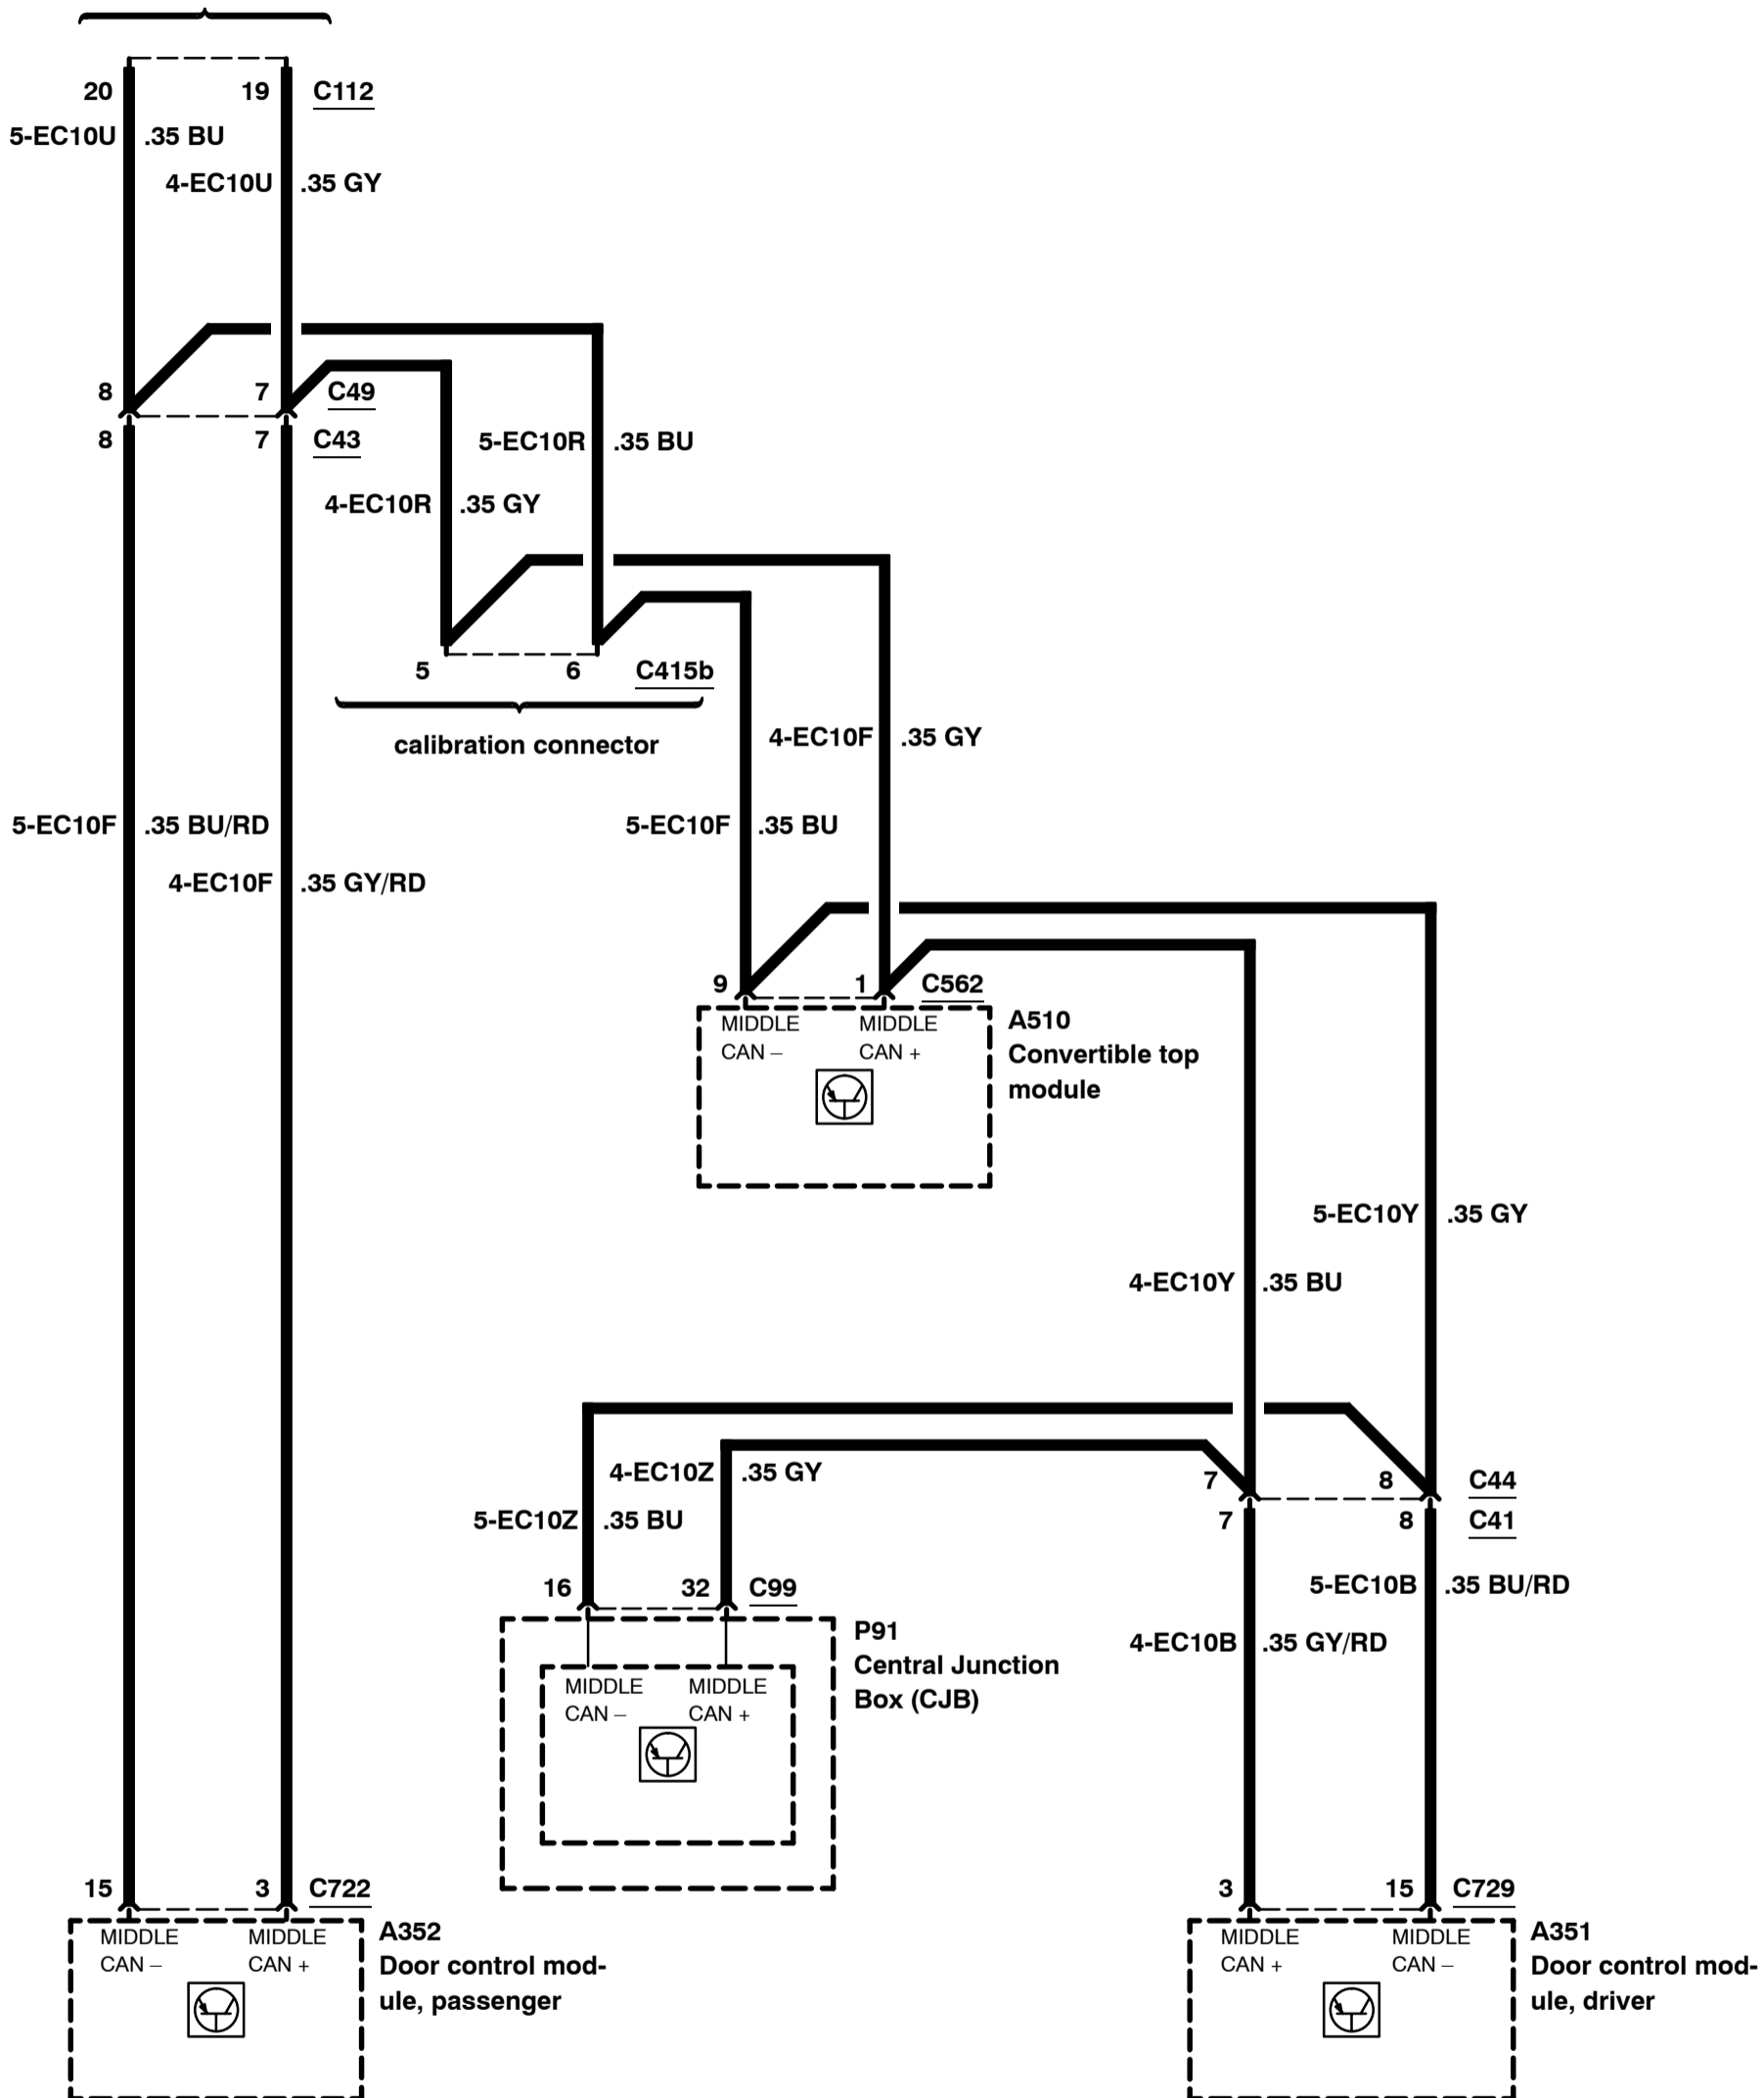 20 19 C112
5-EC10U .35 BU
4-EC10U .35 GY
8 7 C49
8 7 C43
5-EC10R .35 BU
4-EC10R .35 GY
5 6 C415b
calibration connector
4-EC10F .35 GY
5-EC10F .35 BU/RD
5-EC10F .35 BU
4-EC10F .35 GY/RD
9 1 C562
MIDDLE CAN –
MIDDLE CAN +
A510
Convertible top
module
5-EC10Y .35 GY
4-EC10Y .35 BU
4-EC10Z .35 GY
5-EC10Z .35 BU
7 8 C44
7 8 C41
16 32 C99
5-EC10B .35 BU/RD
4-EC10B .35 GY/RD
P91
Central Junction
Box (CJB)
MIDDLE CAN –
MIDDLE CAN +
15 3 C722
MIDDLE CAN –
MIDDLE CAN +
A352
Door control mod-
ule, passenger
3 15 C729
MIDDLE CAN +
MIDDLE CAN –
A351
Door control mod-
ule, driver